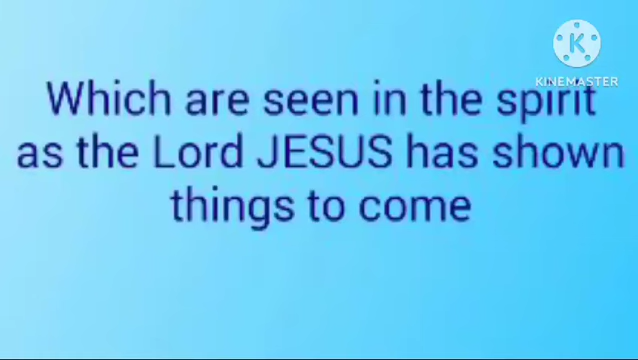 KINEMASTER
Which are seen in the spirit
as the Lord JESUS has shown
things to come